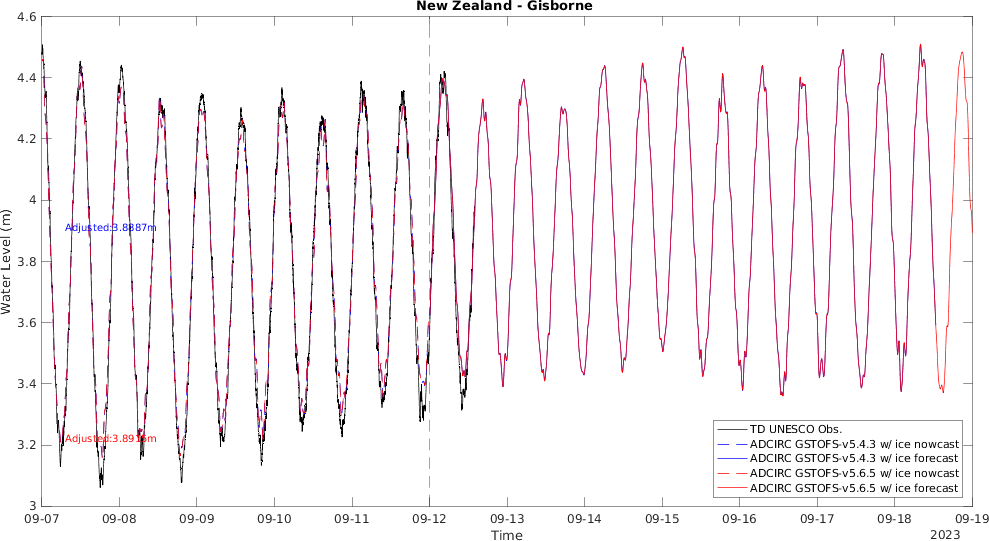 New Zealand - Gisborne
4.6
4.4
4.2
4
3.8
3.6
3.4
3.2
3
Water Level (m)
Adjusted:3.8387m
TD UNESCO Obs.
ADCIRC GSTOFS-v5.4.3 w/ ice nowcast
ADCIRC GSTOFS-v5.4.3 w/ ice forecast
ADCIRC GSTOFS-v5.6.5 w/ ice nowcast
ADCIRC GSTOFS-v5.6.5 w/ ice forecast
09-07 09-08 09-09 09-10 09-11 09-12 09-13 09-14 09-15 09-16 09-17 09-18 09-19
Time
2023